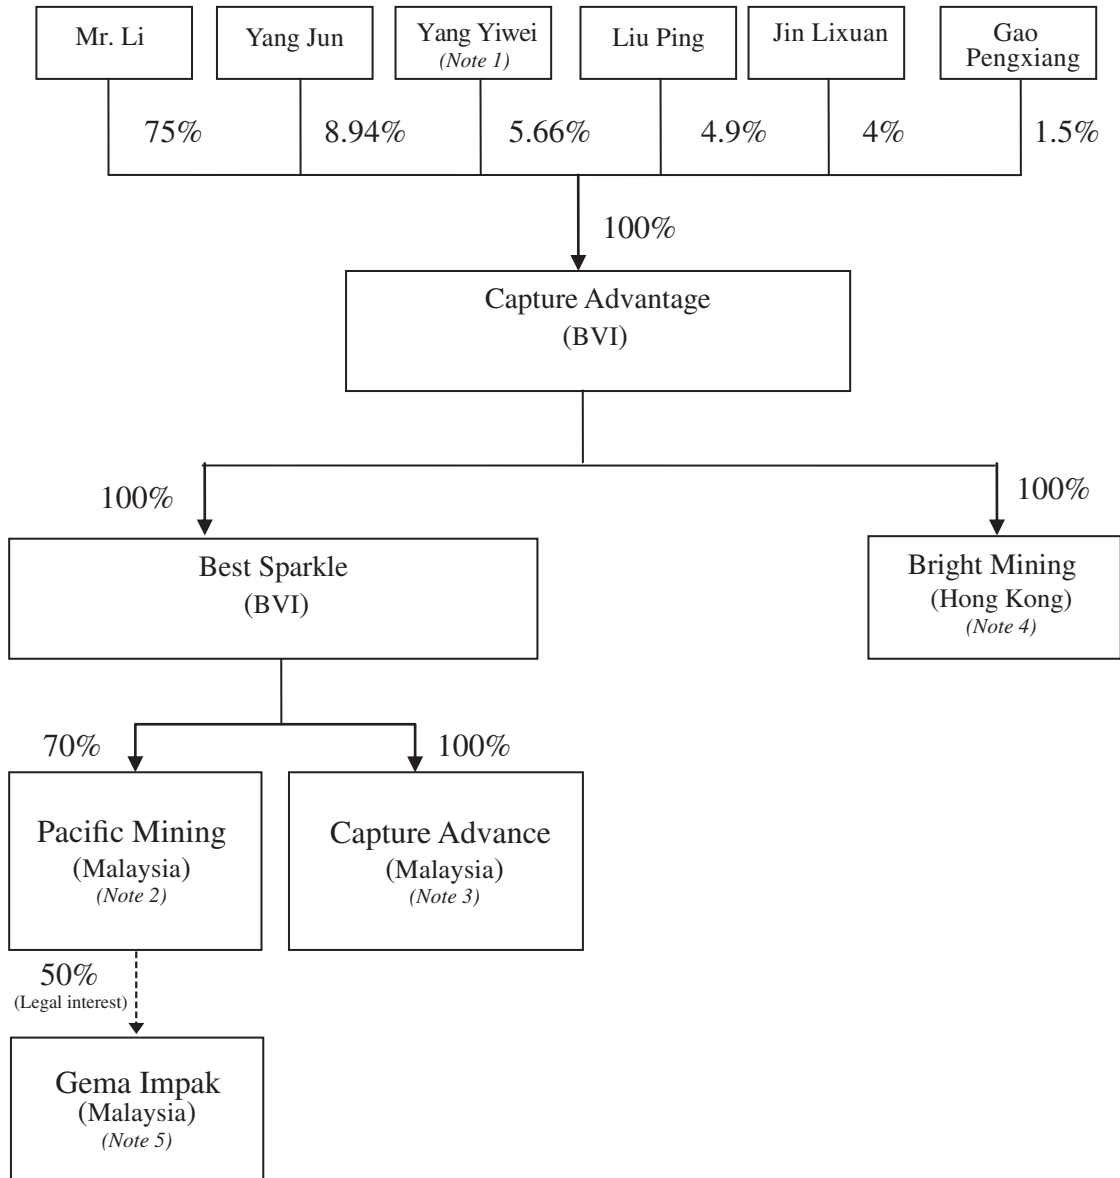 Mr. Li
Yang Jun
Yang Yiwei
(Note 1)
Liu Ping
Jin Lixuan
Gao
Pengxiang
75%
8.94%
5.66%
4.9%
4%
1.5%
100%
Capture Advantage
(BVI)
100%
100%
Best Sparkle
(BVI)
Bright Mining
(Hong Kong)
(Note 4)
70%
100%
Pacific Mining
(Malaysia)
(Note 2)
Capture Advance
(Malaysia)
(Note 3)
50%
(Legal interest)
Gema Impak
(Malaysia)
(Note 5)